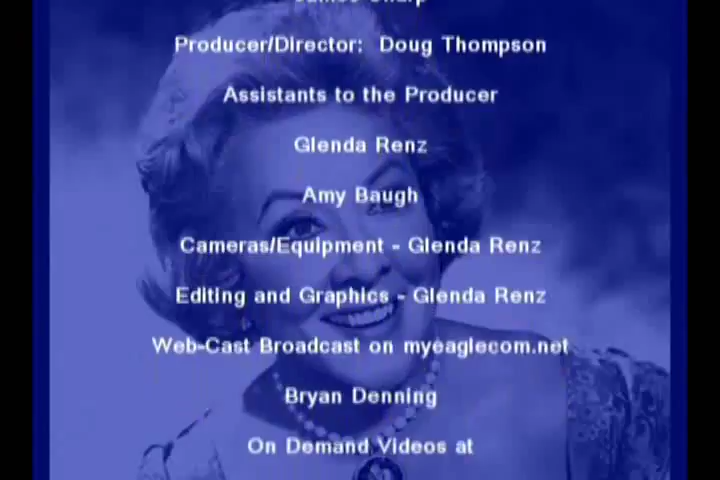 Producer/Director: Doug Thompson
Assistants to the Producer
Glenda Renz
Amy Baugh
Cameras/Equipment - Glenda Renz
Editing and Graphics - Glenda Renz
Web-Cast Broadcast on myeaglecom.net
Bryan Denning
On Demand Videos at